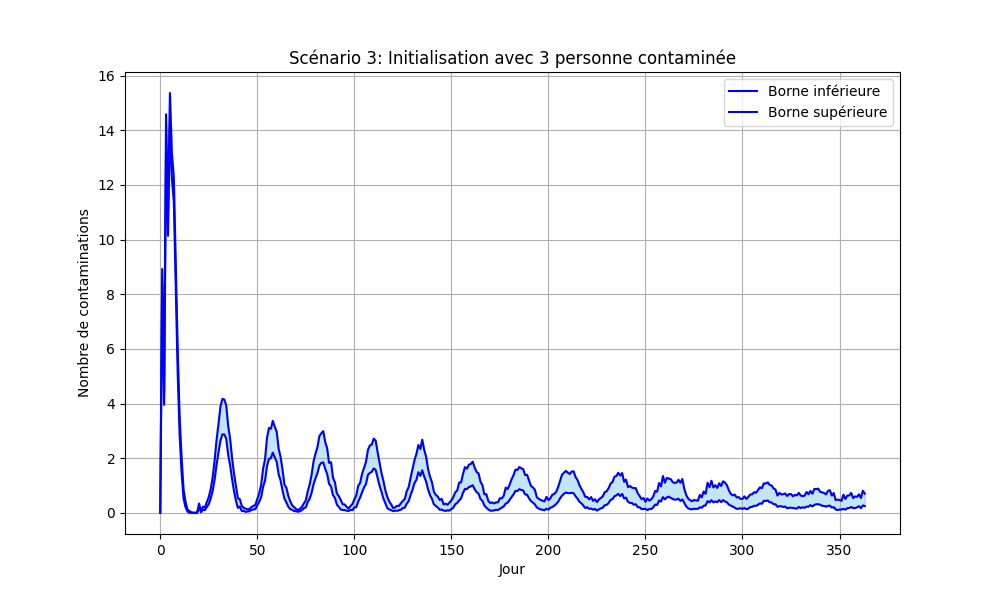 Scénario 3: Initialisation avec 3 personne contaminée
Borne inférieure
Borne supérieure
16
14
12
10
8
6
4
2
0
Nombre de contaminations
0 50 100 150 200 250 300 350
Jour